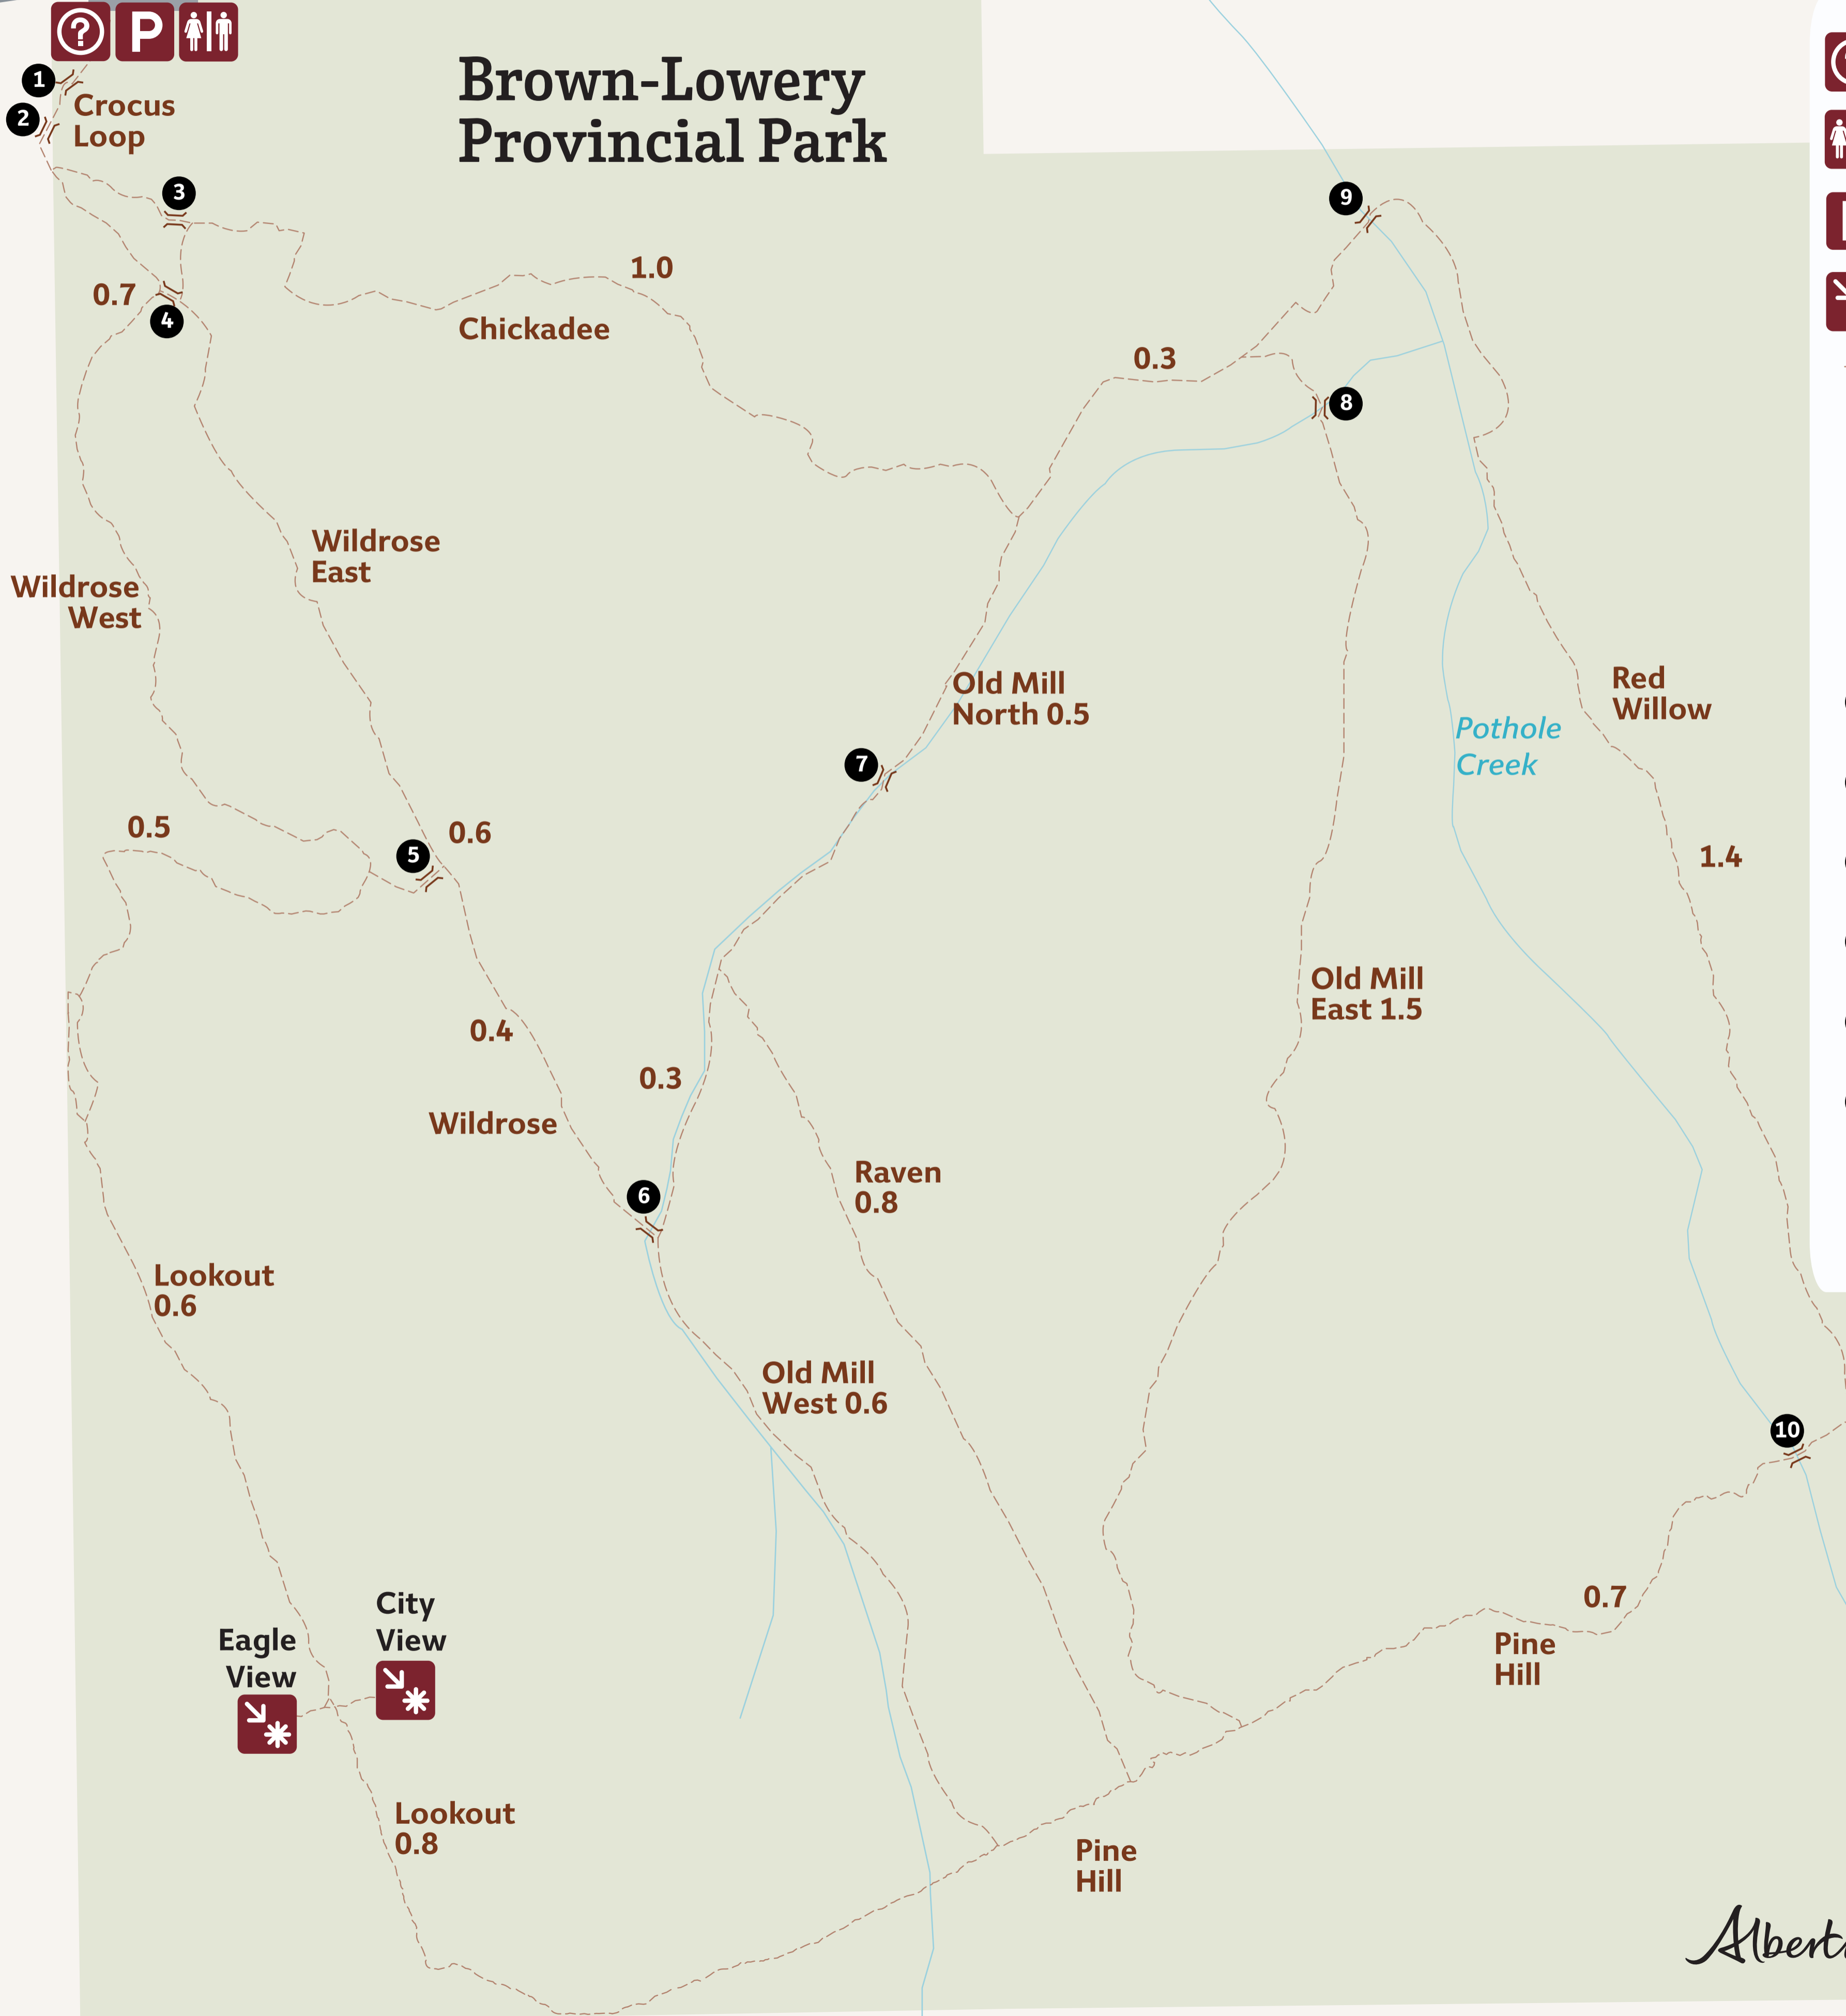 ?
P
Brown-Lowery
Provincial Park
1
2
Crocus
Loop
3
9
1.0
0.7
4
Chickadee
0.3
8
Wildrose
East
Wildrose
West
Old Mill
North 0.5
Red
Willow
Pothole
Creek
7
0.5
0.6
5
1.4
Old Mill
East 1.5
0.4
0.3
Wildrose
Raven
0.8
6
Lookout
0.6
Old Mill
West 0.6
10
City
View
Eagle
View
0.7
Pine
Hill
Lookout
0.8
Pine
Hill